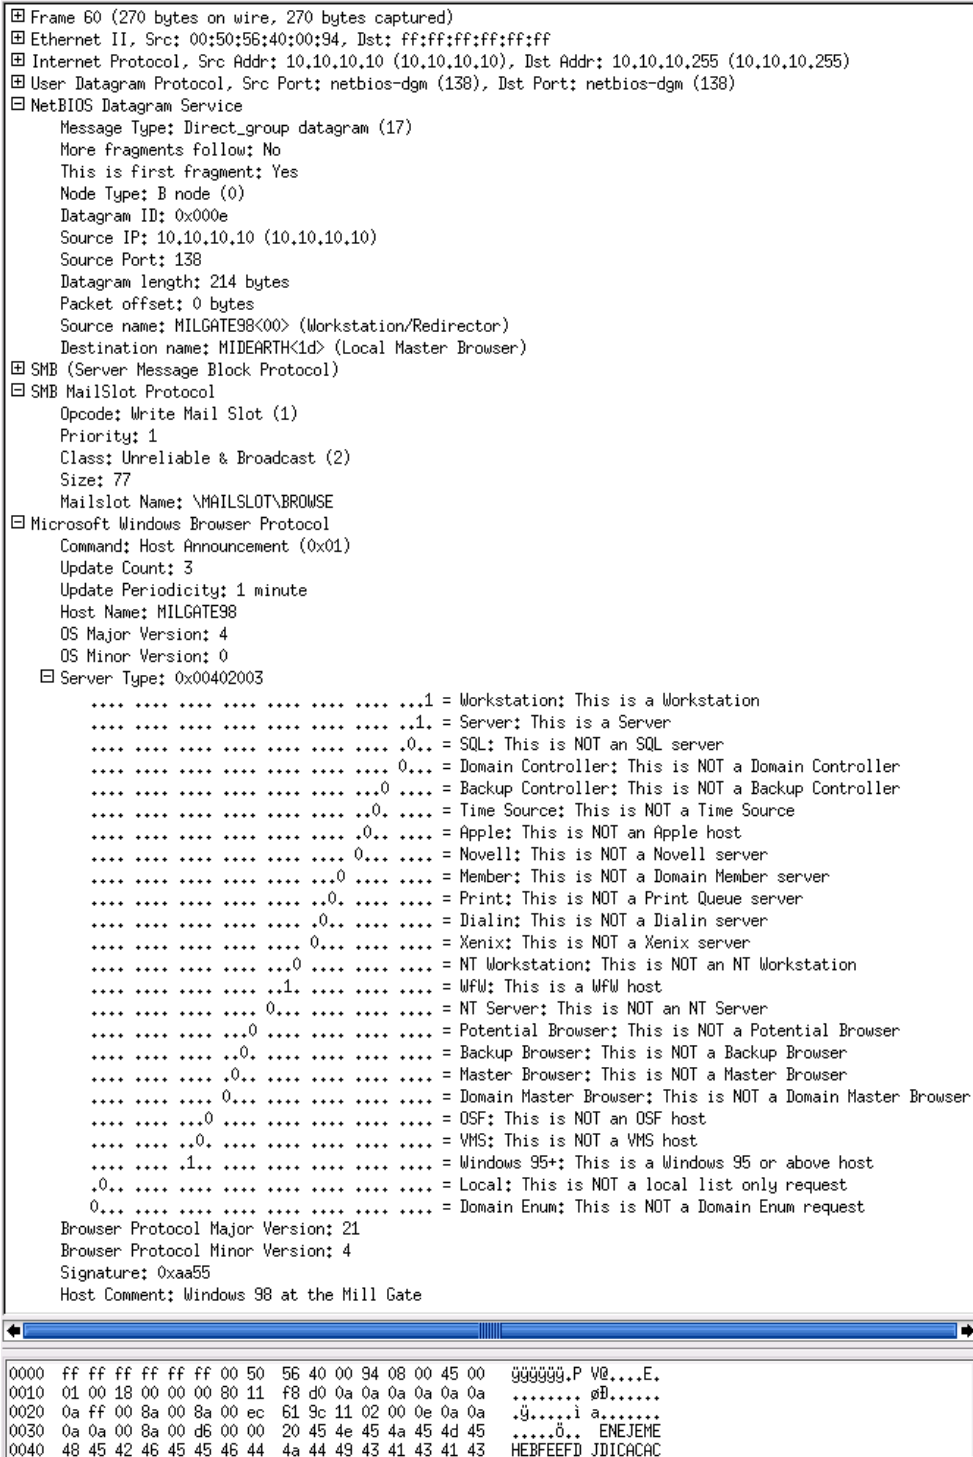 Frame 60 (270 bytes on wire, 270 bytes captured)
Ethernet II, Src: 00:50:56:40:00:94, Dst: ff:ff:ff:ff:ff:ff
Internet Protocol, Src Addr: 10.10.10.10 (10.10.10.10), Dst Addr: 10.10.10.255 (10.10.10.255)
User Datagram Protocol, Src Port: netbios-dgm (138), Dst Port: netbios-dgm (138)
NetBIOS Datagram Service
Message Type: Direct_group datagram (17)
More fragments follow: No
This is first fragment: Yes
Node Type: B node (0)
Datagram ID: 0x000e
Source IP: 10.10.10.10 (10.10.10.10)
Source Port: 138
Datagram length: 214 bytes
Packet offset: 0 bytes
Source name: MILGATE98<00> (Workstation/Redirector)
Destination name: MIDEARTH<1d> (Local Master Browser)
SMB (Server Message Block Protocol)
SMB MailSlot Protocol
Opcode: Write Mail Slot (1)
Priority: 1
Class: Unreliable & Broadcast (2)
Size: 77
Mailslot Name: \MAILSLOT\BROWSE
Microsoft Windows Browser Protocol
Command: Host Announcement (0x01)
Update Count: 3
Update Periodicity: 1 minute
Host Name: MILGATE98
OS Major Version: 4
OS Minor Version: 0
Server Type: 0x00402003
.... .... .... .... .... .... .... ...1 = Workstation: This is a Workstation
.... .... .... .... .... .... .... ..1. = Server: This is a Server
.... .... .... .... .... .... .... .0.. = SQL: This is NOT an SQL server
.... .... .... .... .... .... .... 0... = Domain Controller: This is NOT a Domain Controller
.... .... .... .... .... .... ...0 .... = Backup Controller: This is NOT a Backup Controller
.... .... .... .... .... .... ..0. .... = Time Source: This is NOT a Time Source
.... .... .... .... .... .... .0.. .... = Apple: This is NOT an Apple host
.... .... .... .... .... .... 0... .... = Novell: This is NOT a Novell server
.... .... .... .... .... ...0 .... .... = Member: This is NOT a Domain Member server
.... .... .... .... .... ..0. .... .... = Print: This is NOT a Print Queue server
.... .... .... .... .... .0.. .... .... = Dialin: This is NOT a Dialin server
.... .... .... .... .... 0... .... .... = Xenix: This is NOT a Xenix server
.... .... .... .... ...0 .... .... .... = NT Workstation: This is NOT an NT Workstation
.... .... .... .... ..1. .... .... .... = WfW: This is a WfW host
.... .... .... .... 0... .... .... .... = NT Server: This is NOT an NT Server
.... .... .... ...0 .... .... .... .... = Potential Browser: This is NOT a Potential Browser
.... .... .... ..0. .... .... .... .... = Backup Browser: This is NOT a Backup Browser
.... .... .... .0.. .... .... .... .... = Master Browser: This is NOT a Master Browser
.... .... .... 0... .... .... .... .... = Domain Master Browser: This is NOT a Domain Master Browser
.... .... ...0 .... .... .... .... .... = OSF: This is NOT an OSF host
.... .... ..0. .... .... .... .... .... = VMS: This is NOT a VMS host
.... .... .1.. .... .... .... .... .... = Windows 95+: This is a Windows 95 or above host
.0.. .... .... .... .... .... .... .... = Local: This is NOT a local list only request
0... .... .... .... .... .... .... .... = Domain Enum: This is NOT a Domain Enum request
Browser Protocol Major Version: 21
Browser Protocol Minor Version: 4
Signature: 0xaa55
Host Comment: Windows 98 at the Mill Gate
0000 ff ff ff ff ff ff 00 50 56 40 00 94 08 00 45 00 ÿÿÿÿÿÿ.P V@....E.
0010 01 00 18 00 00 00 80 11 f8 d0 0a 0a 0a 0a 0a 0a ........ øÐ......
0020 0a ff 00 8a 00 8a 00 ec 61 9c 11 02 00 0e 0a 0a .ÿ.....ì a.......
0030 0a 0a 00 8a 00 d6 00 00 20 45 4e 45 4a 45 4d 45 .....Ö.. ENEJEME
0040 48 45 42 46 45 45 46 44 4a 44 49 43 41 43 41 43 HEBFEEFD JDICACAC